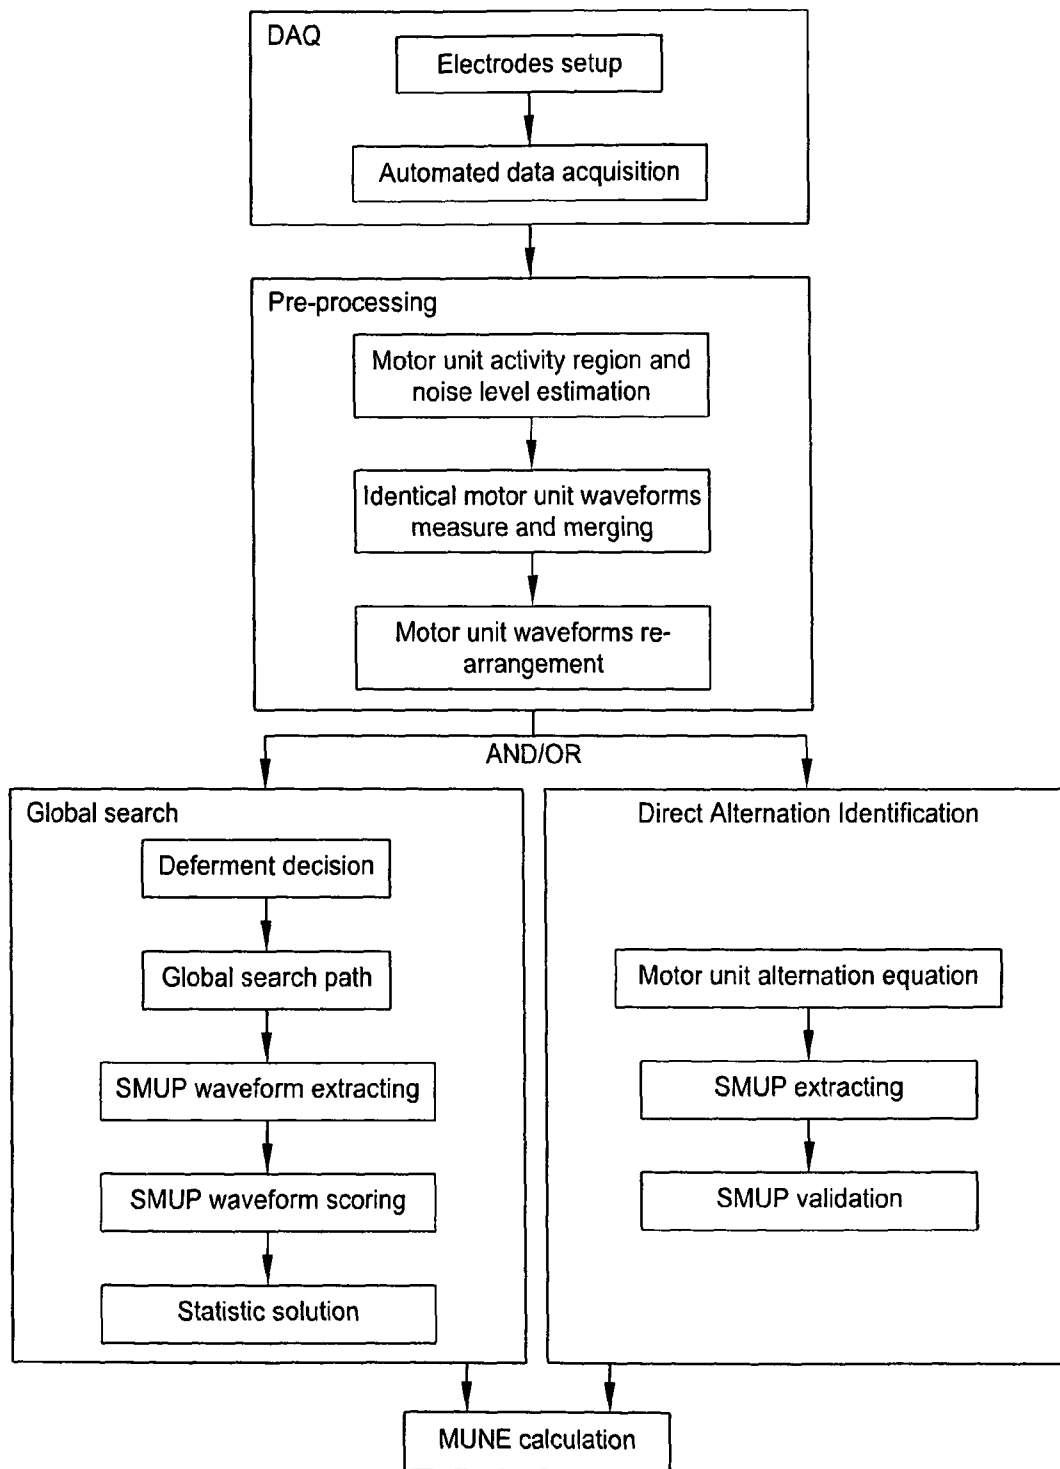 DAQ
Electrodes setup
Automated data acquisition
Pre-processing
Motor unit activity region and
noise level estimation
Identical motor unit waveforms
measure and merging
Motor unit waveforms re-
arrangement
AND/OR
Global search
Deferment decision
Global search path
SMUP waveform extracting
SMUP waveform scoring
Statistic solution
Direct Alternation Identification
Motor unit alternation equation
SMUP extracting
SMUP validation
MUNE calculation